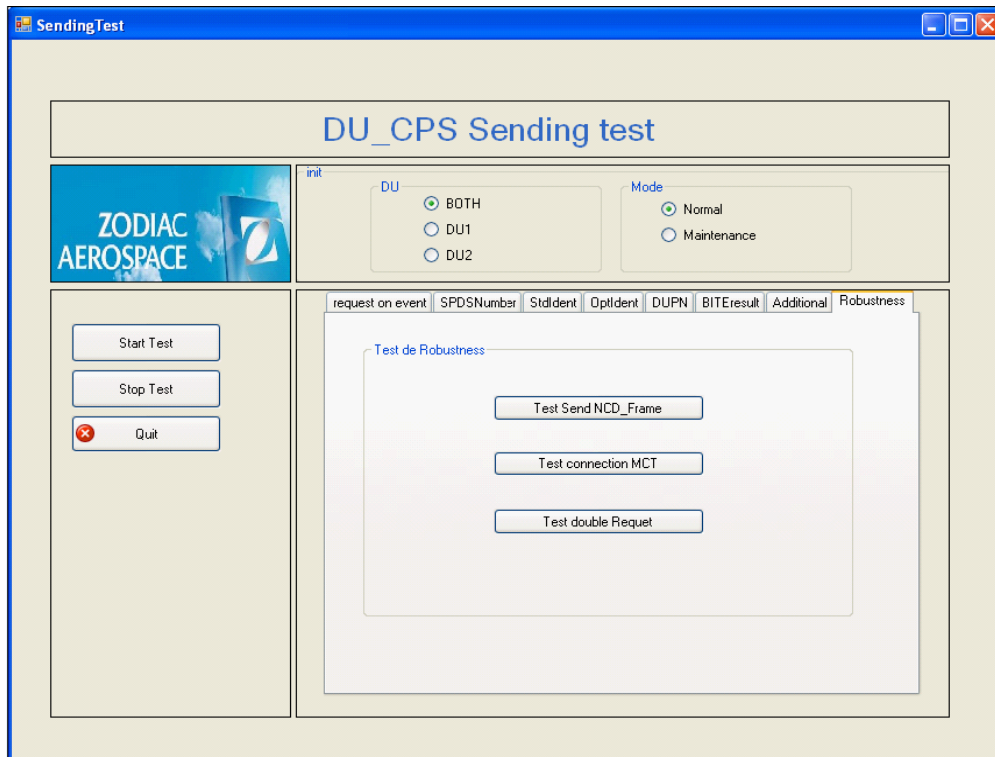 SendingTest
DU_CPS Sending test
ZODIAC
AEROSPACE
init
DU
BOTH
DU1
DU2
Mode
Normal
Maintenance
Start Test
Stop Test
Quit
request on event SPDSNumber StdIdent OptIdent DUPN BITEresult Additional Robustness
Test de Robustness
Test Send NCD_Frame
Test connection MCT
Test double Requet